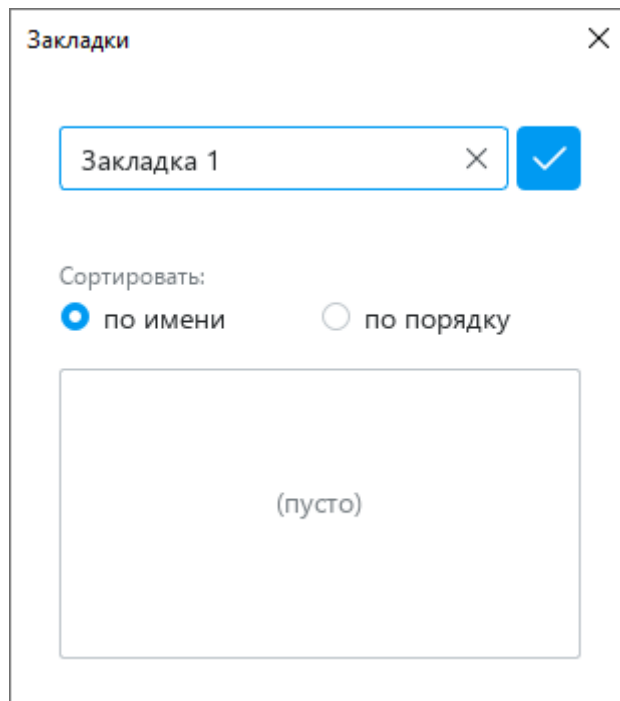 Закладки
Закладка 1
Сортировать:
по имени по порядку
(пусто)